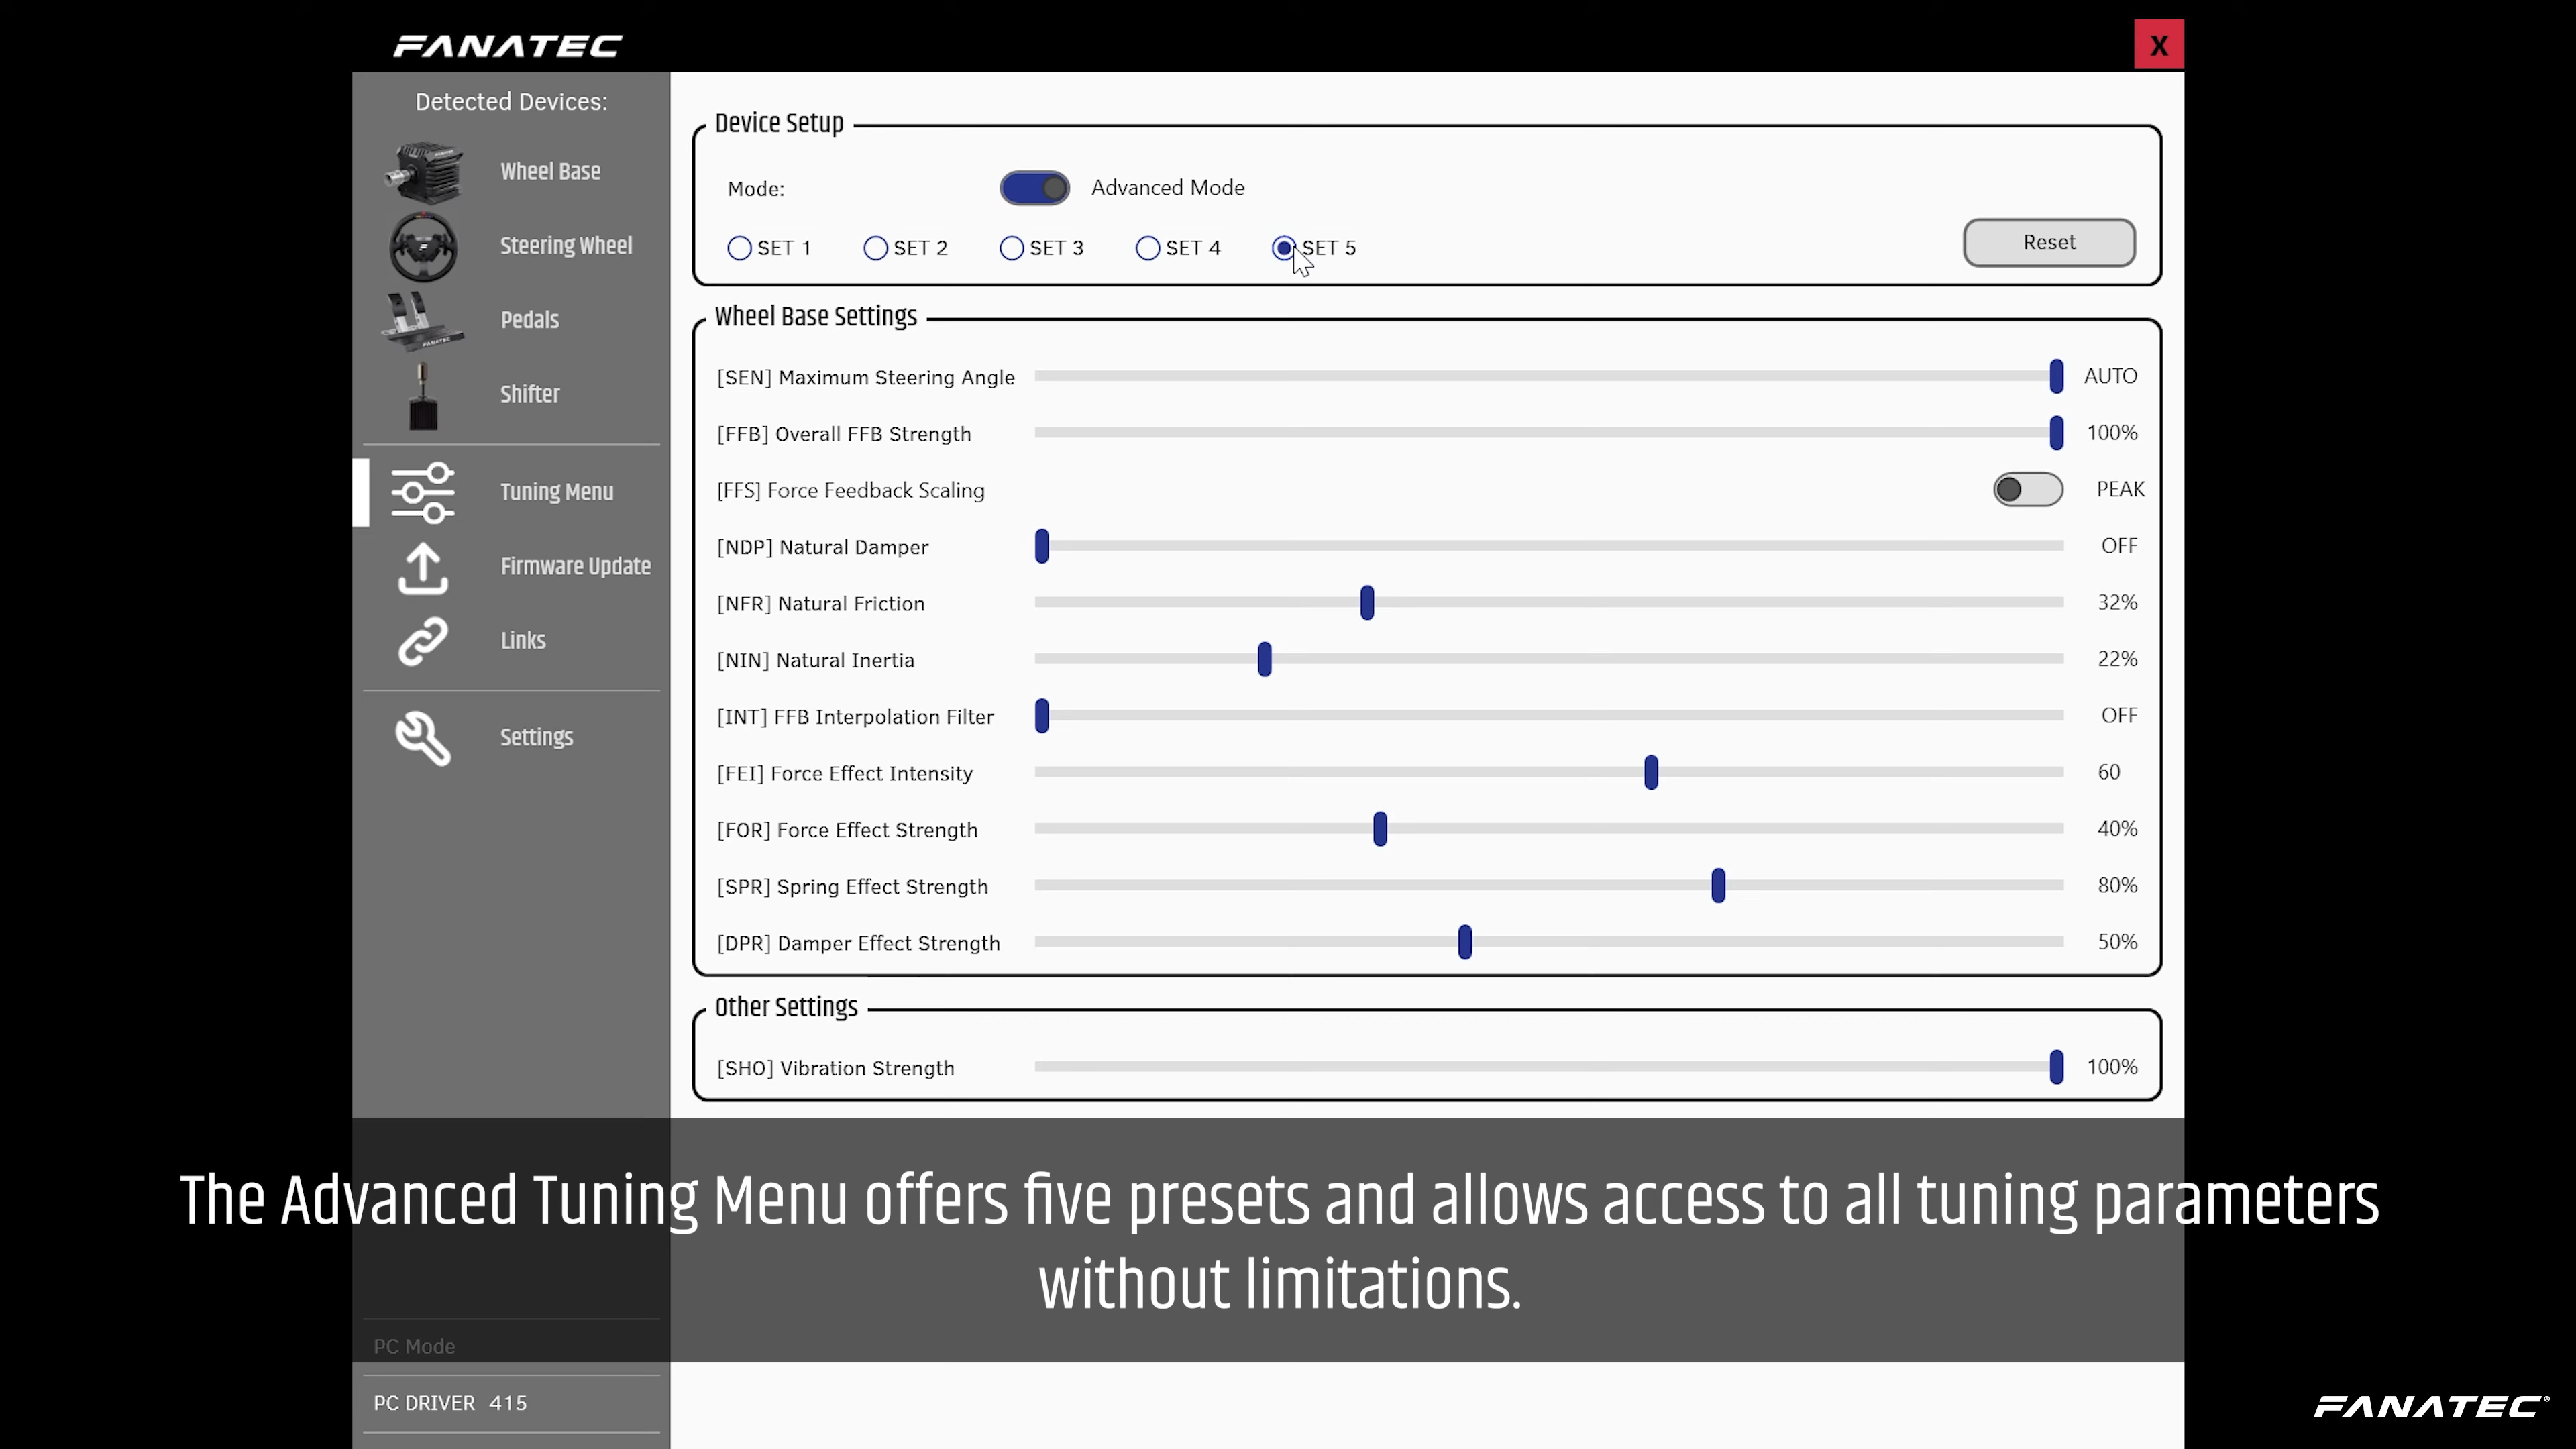 FANATEC
X
Detected Devices:
Wheel Base
Steering Wheel
Pedals
Shifter
Tuning Menu
Firmware Update
Links
Settings
PC Mode
PC DRIVER 415
Device Setup
Mode: Advanced Mode
SET 1 SET 2 SET 3 SET 4 SET 5 Reset
Wheel Base Settings
[SEN] Maximum Steering Angle AUTO
[FFB] Overall FFB Strength 100%
[FFS] Force Feedback Scaling PEAK
[NDP] Natural Damper OFF
[NFR] Natural Friction 32%
[NIN] Natural Inertia 22%
[INT] FFB Interpolation Filter OFF
[FEI] Force Effect Intensity 60
[FOR] Force Effect Strength 40%
[SPR] Spring Effect Strength 80%
[DPR] Damper Effect Strength 50%
Other Settings
[SHO] Vibration Strength 100%
The Advanced Tuning Menu offers five presets and allows access to all tuning parameters
without limitations.
FANATEC®